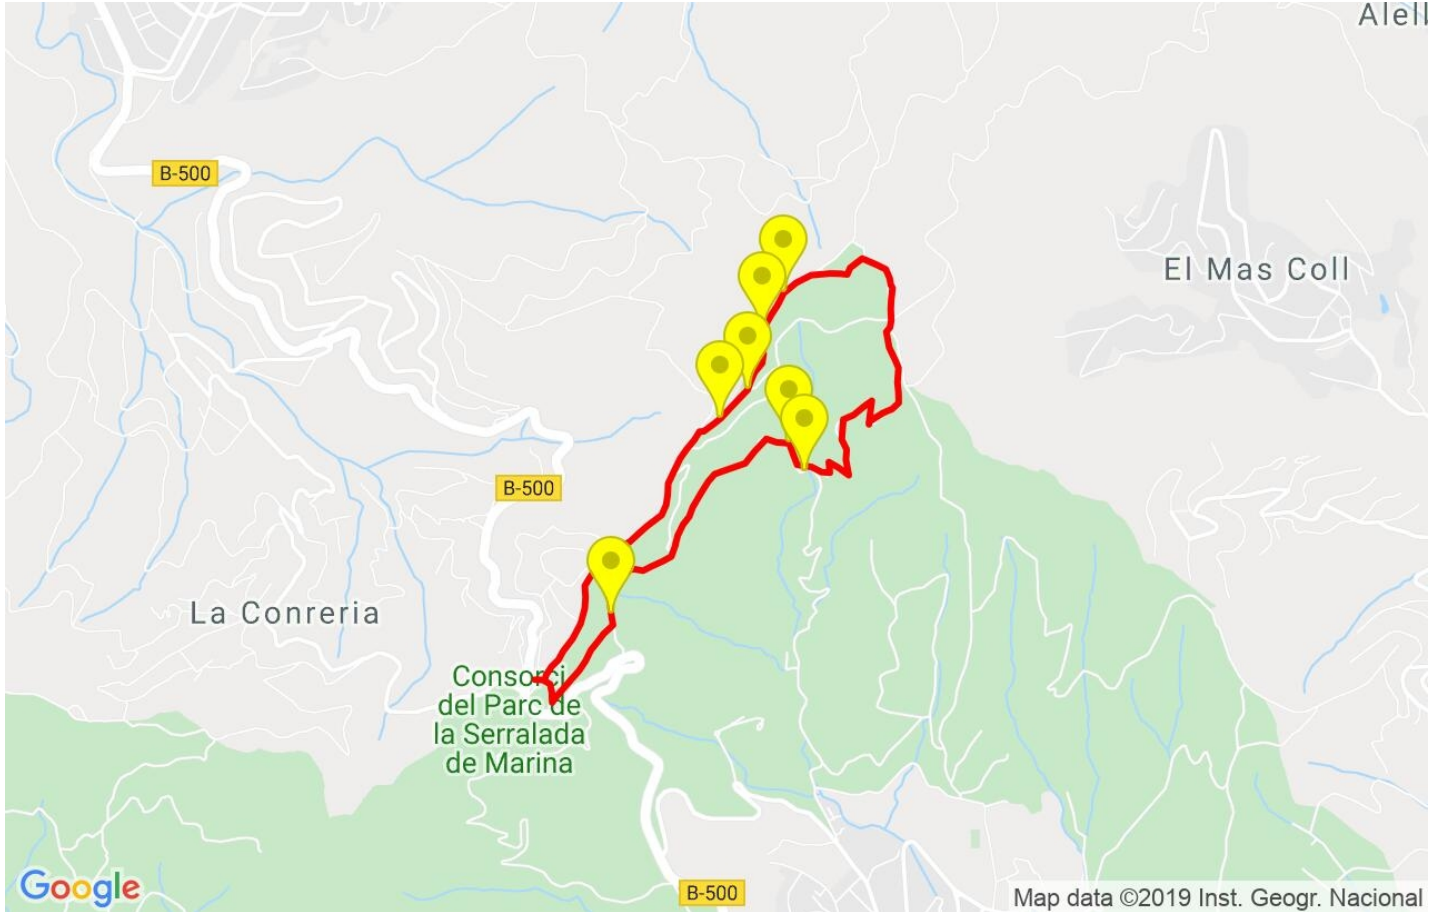 Alell
B-500
El Mas Coll
B-500
La Conreria
Consorci
del Parc de
la Serralada
de Marina
Google
B-500
Map data ©2019 Inst. Geogr. Nacional